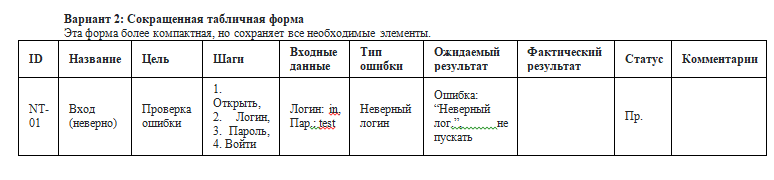 Вариант 2: Сокращенная табличная форма
Эта форма более компактная, но сохраняет все необходимые элементы.
ID Название Цель Шаги Входные данные Тип ошибки Ожидаемый результат Фактический результат Статус Комментарии
NT-01 Вход (неверно) Проверка ошибки 1. Открыть, 2. Логин, 3. Пароль, 4. Войти Логин: in, Пар.: test Неверный логин Ошибка: “Неверный лог.”, не пускать Пр.